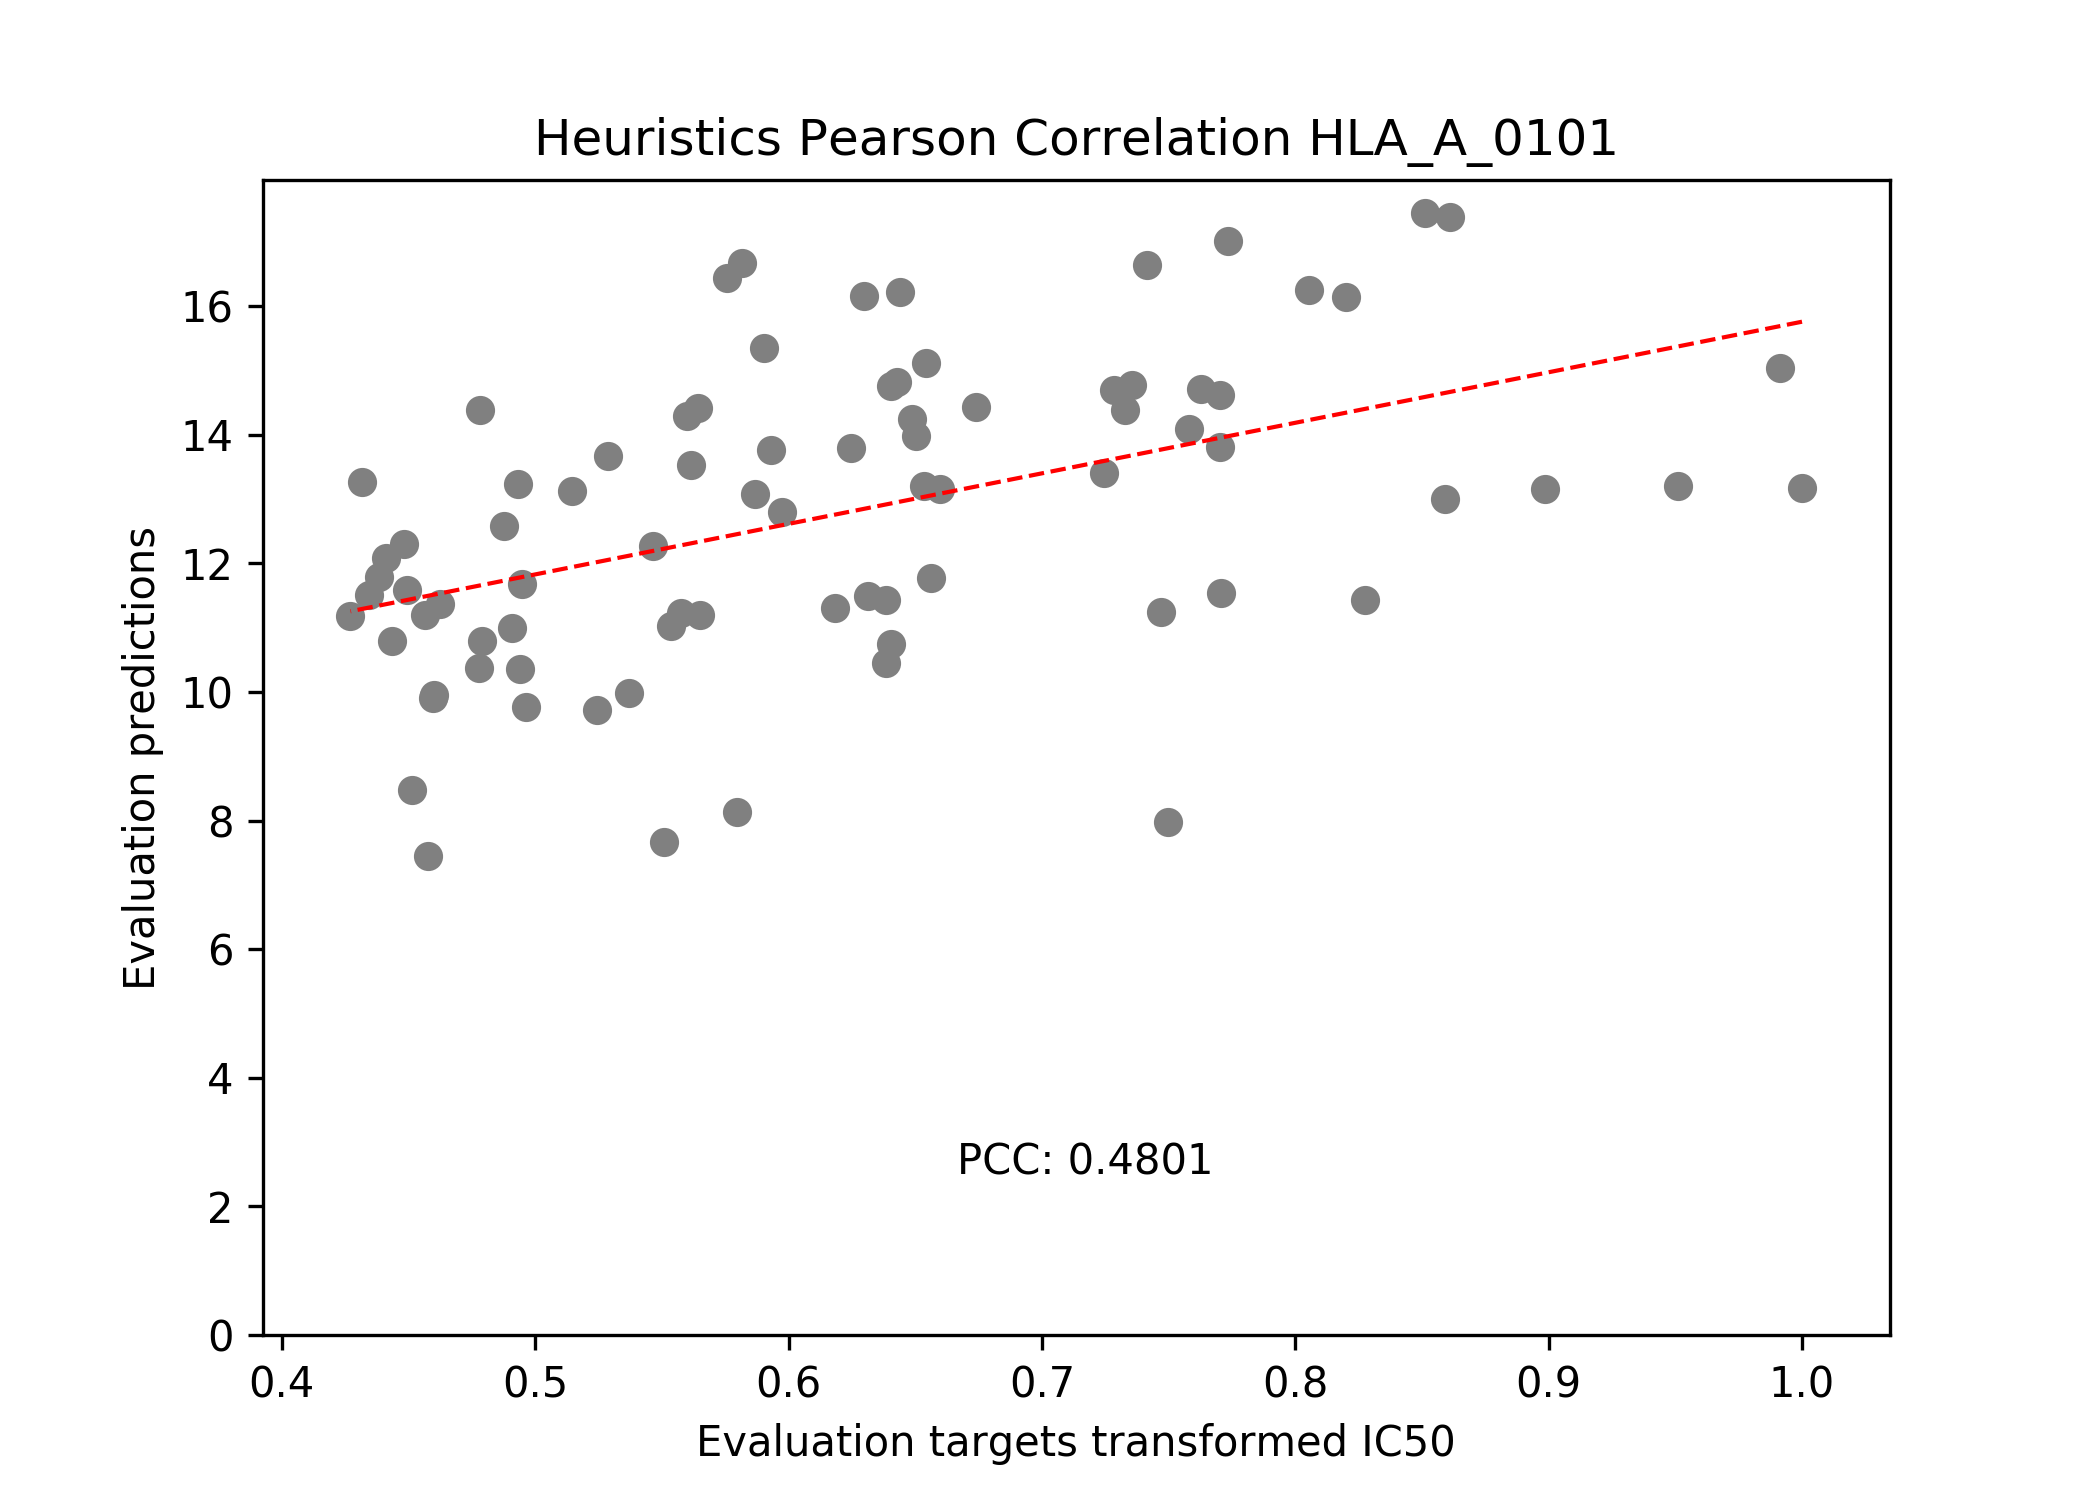 Heuristics Pearson Correlation HLA_A_0101
16
14
12
10
8
6
4
2
0
Evaluation predictions
PCC: 0.4801
0.4 0.5 0.6 0.7 0.8 0.9 1.0
Evaluation targets transformed IC50